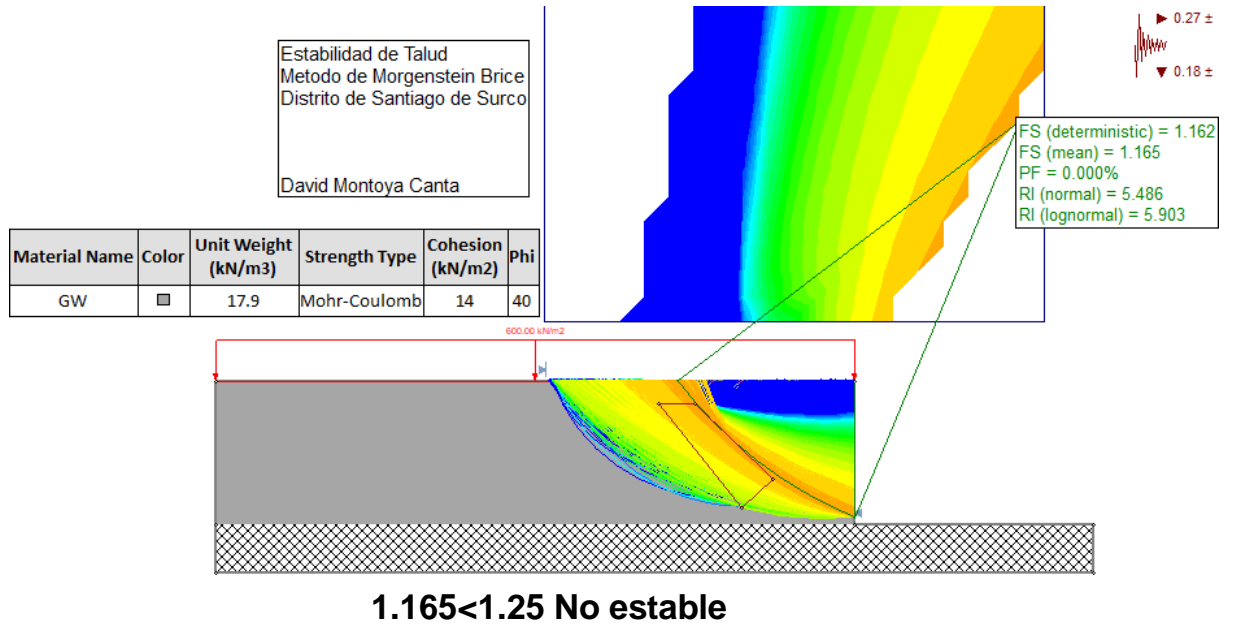 Estabilidad de Talud
Metodo de Morgenstein Brice
Distrito de Santiago de Surco
David Montoya Canta
0.27 ±
0.18 ±
FS (deterministic) = 1.162
FS (mean) = 1.165
PF = 0.000%
RI (normal) = 5.486
RI (lognormal) = 5.903
Material Name Color Unit Weight (kN/m3) Strength Type Cohesion (kN/m2) Phi
GW 17.9 Mohr-Coulomb 14 40
600.00 kN/m2
1.165<1.25 No estable